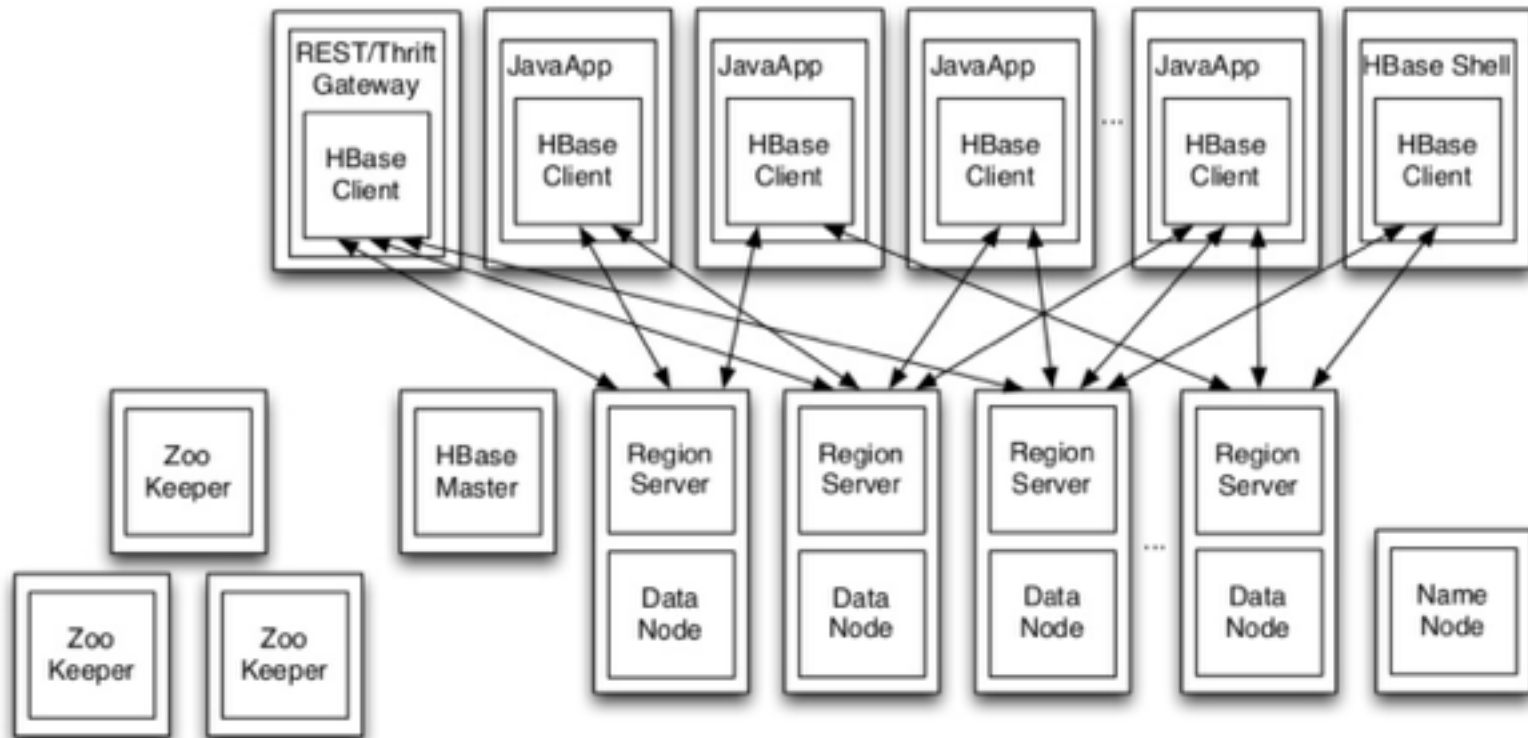 REST/Thrift
Gateway
HBase
Client
JavaApp
HBase
Client
JavaApp
HBase
Client
JavaApp
HBase
Client
...
JavaApp
HBase
Client
HBase Shell
HBase
Client
Zoo
Keeper
Zoo
Keeper
Zoo
Keeper
HBase
Master
Region
Server
Data
Node
Region
Server
Data
Node
Region
Server
Data
Node
...
Region
Server
Data
Node
Name
Node